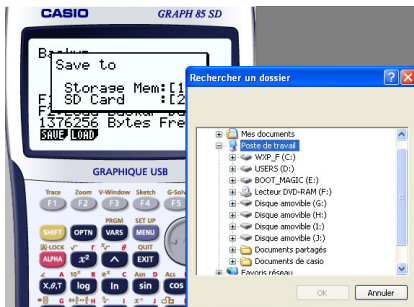 CASIO GRAPH 85 SD
Save to
Storage Mem:[1
SD Card :[2
1376256 Bytes Fre
SAVE LOAD
GRAPHIQUE USB
Trace Zoom V-Window Sketch G-Solv
F1 F2 F3 F4 F5
PRGM SET UP
SHIFT OPTN VARS MENU
A-LOCK √ r x√ θ QUIT
ALPHA x² ^ EXIT
∠ A 10ˣ B eˣ C Asn D Acs
X,θ,T log ln sin cos
Rechercher un dossier
Mes documents
Poste de travail
WXP_F (C:)
USERS (D:)
BOOT_MAGIC (E:)
Lecteur DVD-RAM (F:)
Disque amovible (G:)
Disque amovible (H:)
Disque amovible (I:)
Disque amovible (J:)
Documents partagés
Documents de casio
Favoris réseau
OK Annuler